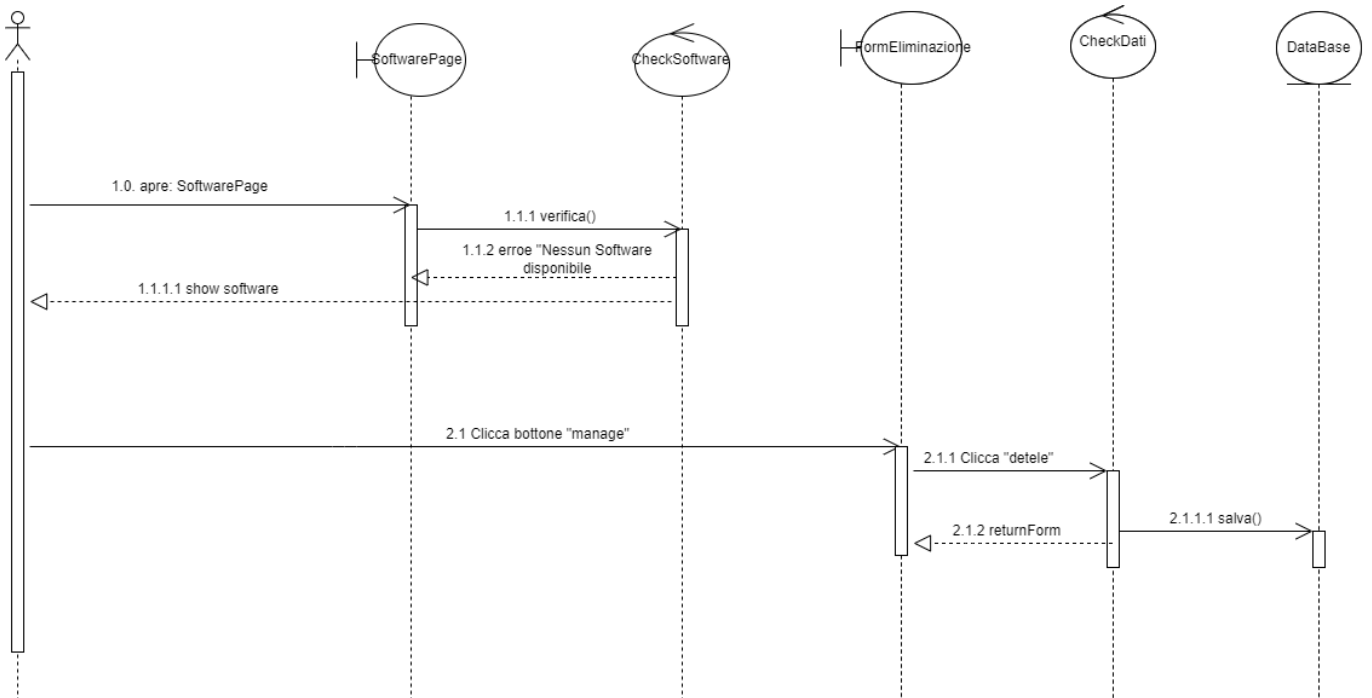 SoftwarePage
CheckSoftware
FormEliminazione
CheckDati
DataBase
1.0. apre: SoftwarePage
1.1.1 verifica()
1.1.2 erroe "Nessun Software
disponibile
1.1.1.1 show software
2.1 Clicca bottone "manage"
2.1.1 Clicca "detele"
2.1.1.1 salva()
2.1.2 returnForm